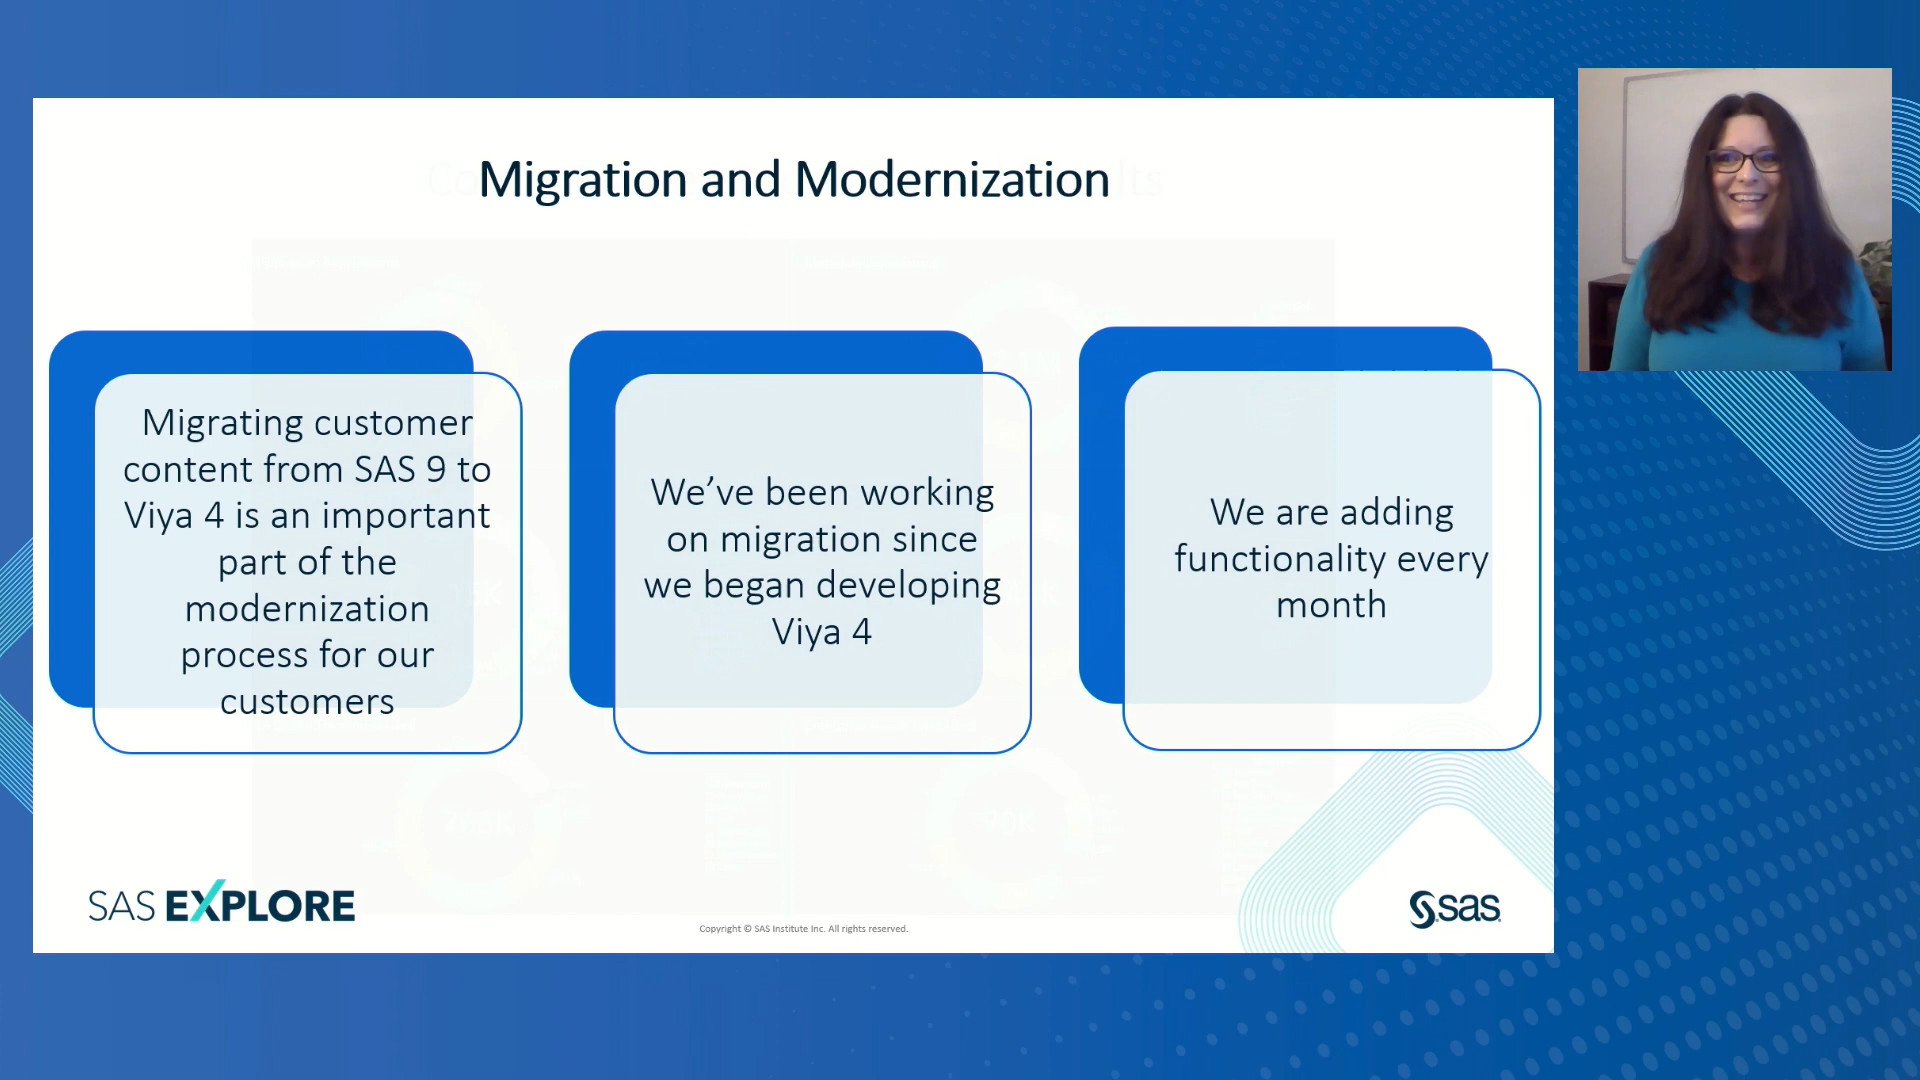 Migration and Modernization
Migrating customer
content from SAS 9 to
Viya 4 is an important
part of the
modernization
process for our
customers
We’ve been working
on migration since
we began developing
Viya 4
We are adding
functionality every
month
SAS EXPLORE
Copyright © SAS Institute Inc. All rights reserved.
sas